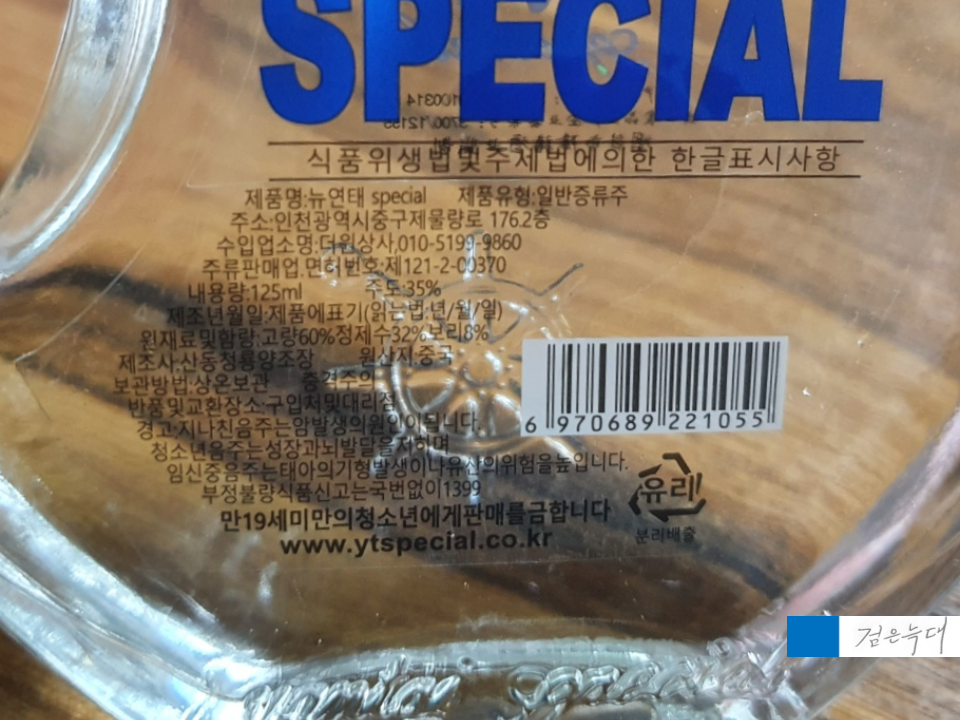 SPECIAL
식품위생법및주세법에의한 한글표시사항
제품명:뉴연태 special 제품유형:일반증류주
주소:인천광역시중구제물량로 176.2층
수입업소명:더원상사,010-5199-9860
주류판매업.면허번호:제121-2-00370
내용량:125ml 주도:35%
제조년월일:제품에표기(읽는법:년/월/일)
원재료및함량:고량60%정제수32%보리8%
제조사:산동정룡양조장 원산지:중국
보관방법:상온보관 충격주의
반품및교환장소:구입처및대리점
경고:지나친음주는암발생의원인이됩니다.
청소년음주는성장과뇌발달을저하며
임신중음주는태아의기형발생이나유산의위험을높입니다.
부정불량식품신고는국번없이1399
만19세미만의청소년에게판매를금합니다
www.ytspecial.co.kr
6 970689 221055
유리
분리배출
검은늑대